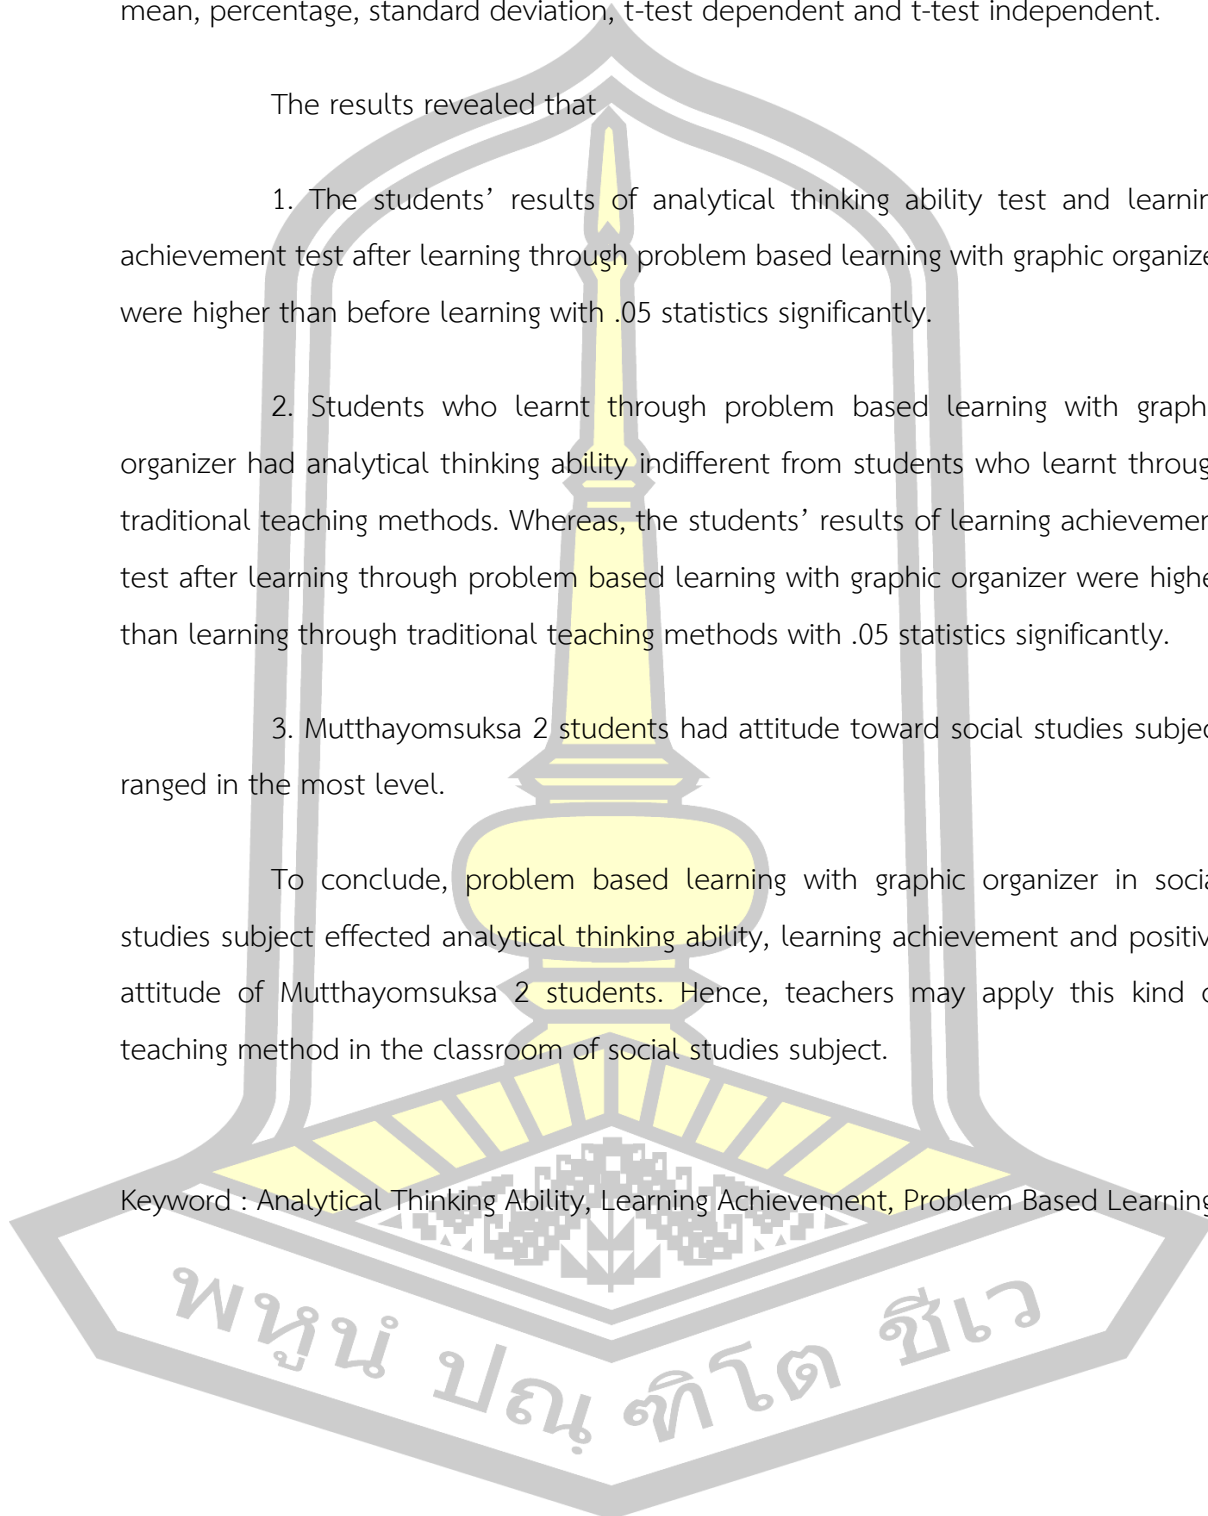 mean, percentage, standard deviation, t-test dependent and t-test independent.
The results revealed that
1. The students’ results of analytical thinking ability test and learnin
achievement test after learning through problem based learning with graphic organize
were higher than before learning with .05 statistics significantly.
2. Students who learnt through problem based learning with graph
organizer had analytical thinking ability indifferent from students who learnt throug
traditional teaching methods. Whereas, the students’ results of learning achievemen
test after learning through problem based learning with graphic organizer were highe
than learning through traditional teaching methods with .05 statistics significantly.
3. Mutthayomsuksa 2 students had attitude toward social studies subjec
ranged in the most level.
To conclude, problem based learning with graphic organizer in socia
studies subject effected analytical thinking ability, learning achievement and positiv
attitude of Mutthayomsuksa 2 students. Hence, teachers may apply this kind o
teaching method in the classroom of social studies subject.
Keyword : Analytical Thinking Ability, Learning Achievement, Problem Based Learning
พหูนํ ปณฺฑิโต ชีเว